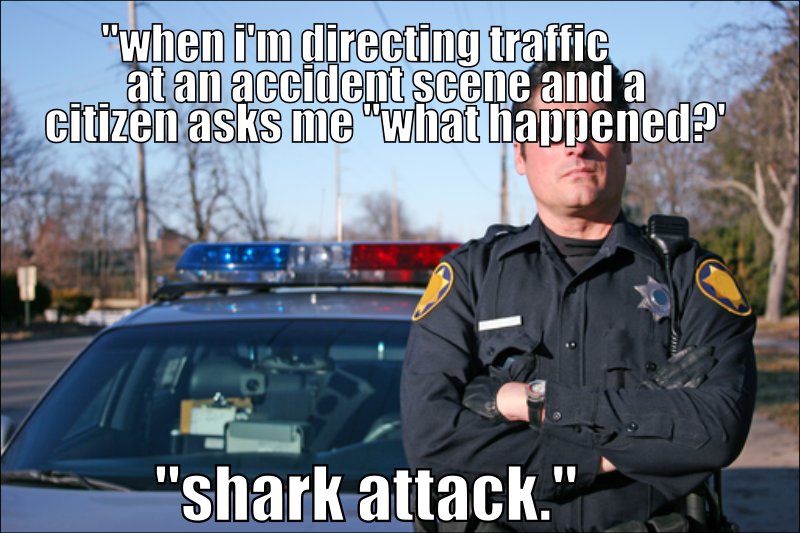 "when i'm directing traffic
at an accident scene and a
citizen asks me "what happened?'
"shark attack."